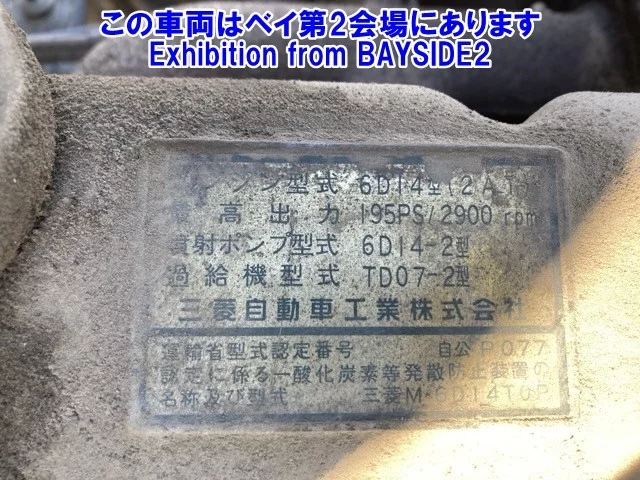 この車両はベイ第2会場にあります
Exhibition from BAYSIDE2
エンジン型式 6D14型(2AT)
最高出力 195PS/2900 rpm
噴射ポンプ型式 6D14-2型
過給機型式 TD07-2型
三菱自動車工業株式会社
運輸省型式認定番号 自公P077
認定に係る一酸化炭素等発散防止装置の
名称及び型式 三菱M-6D14TOP